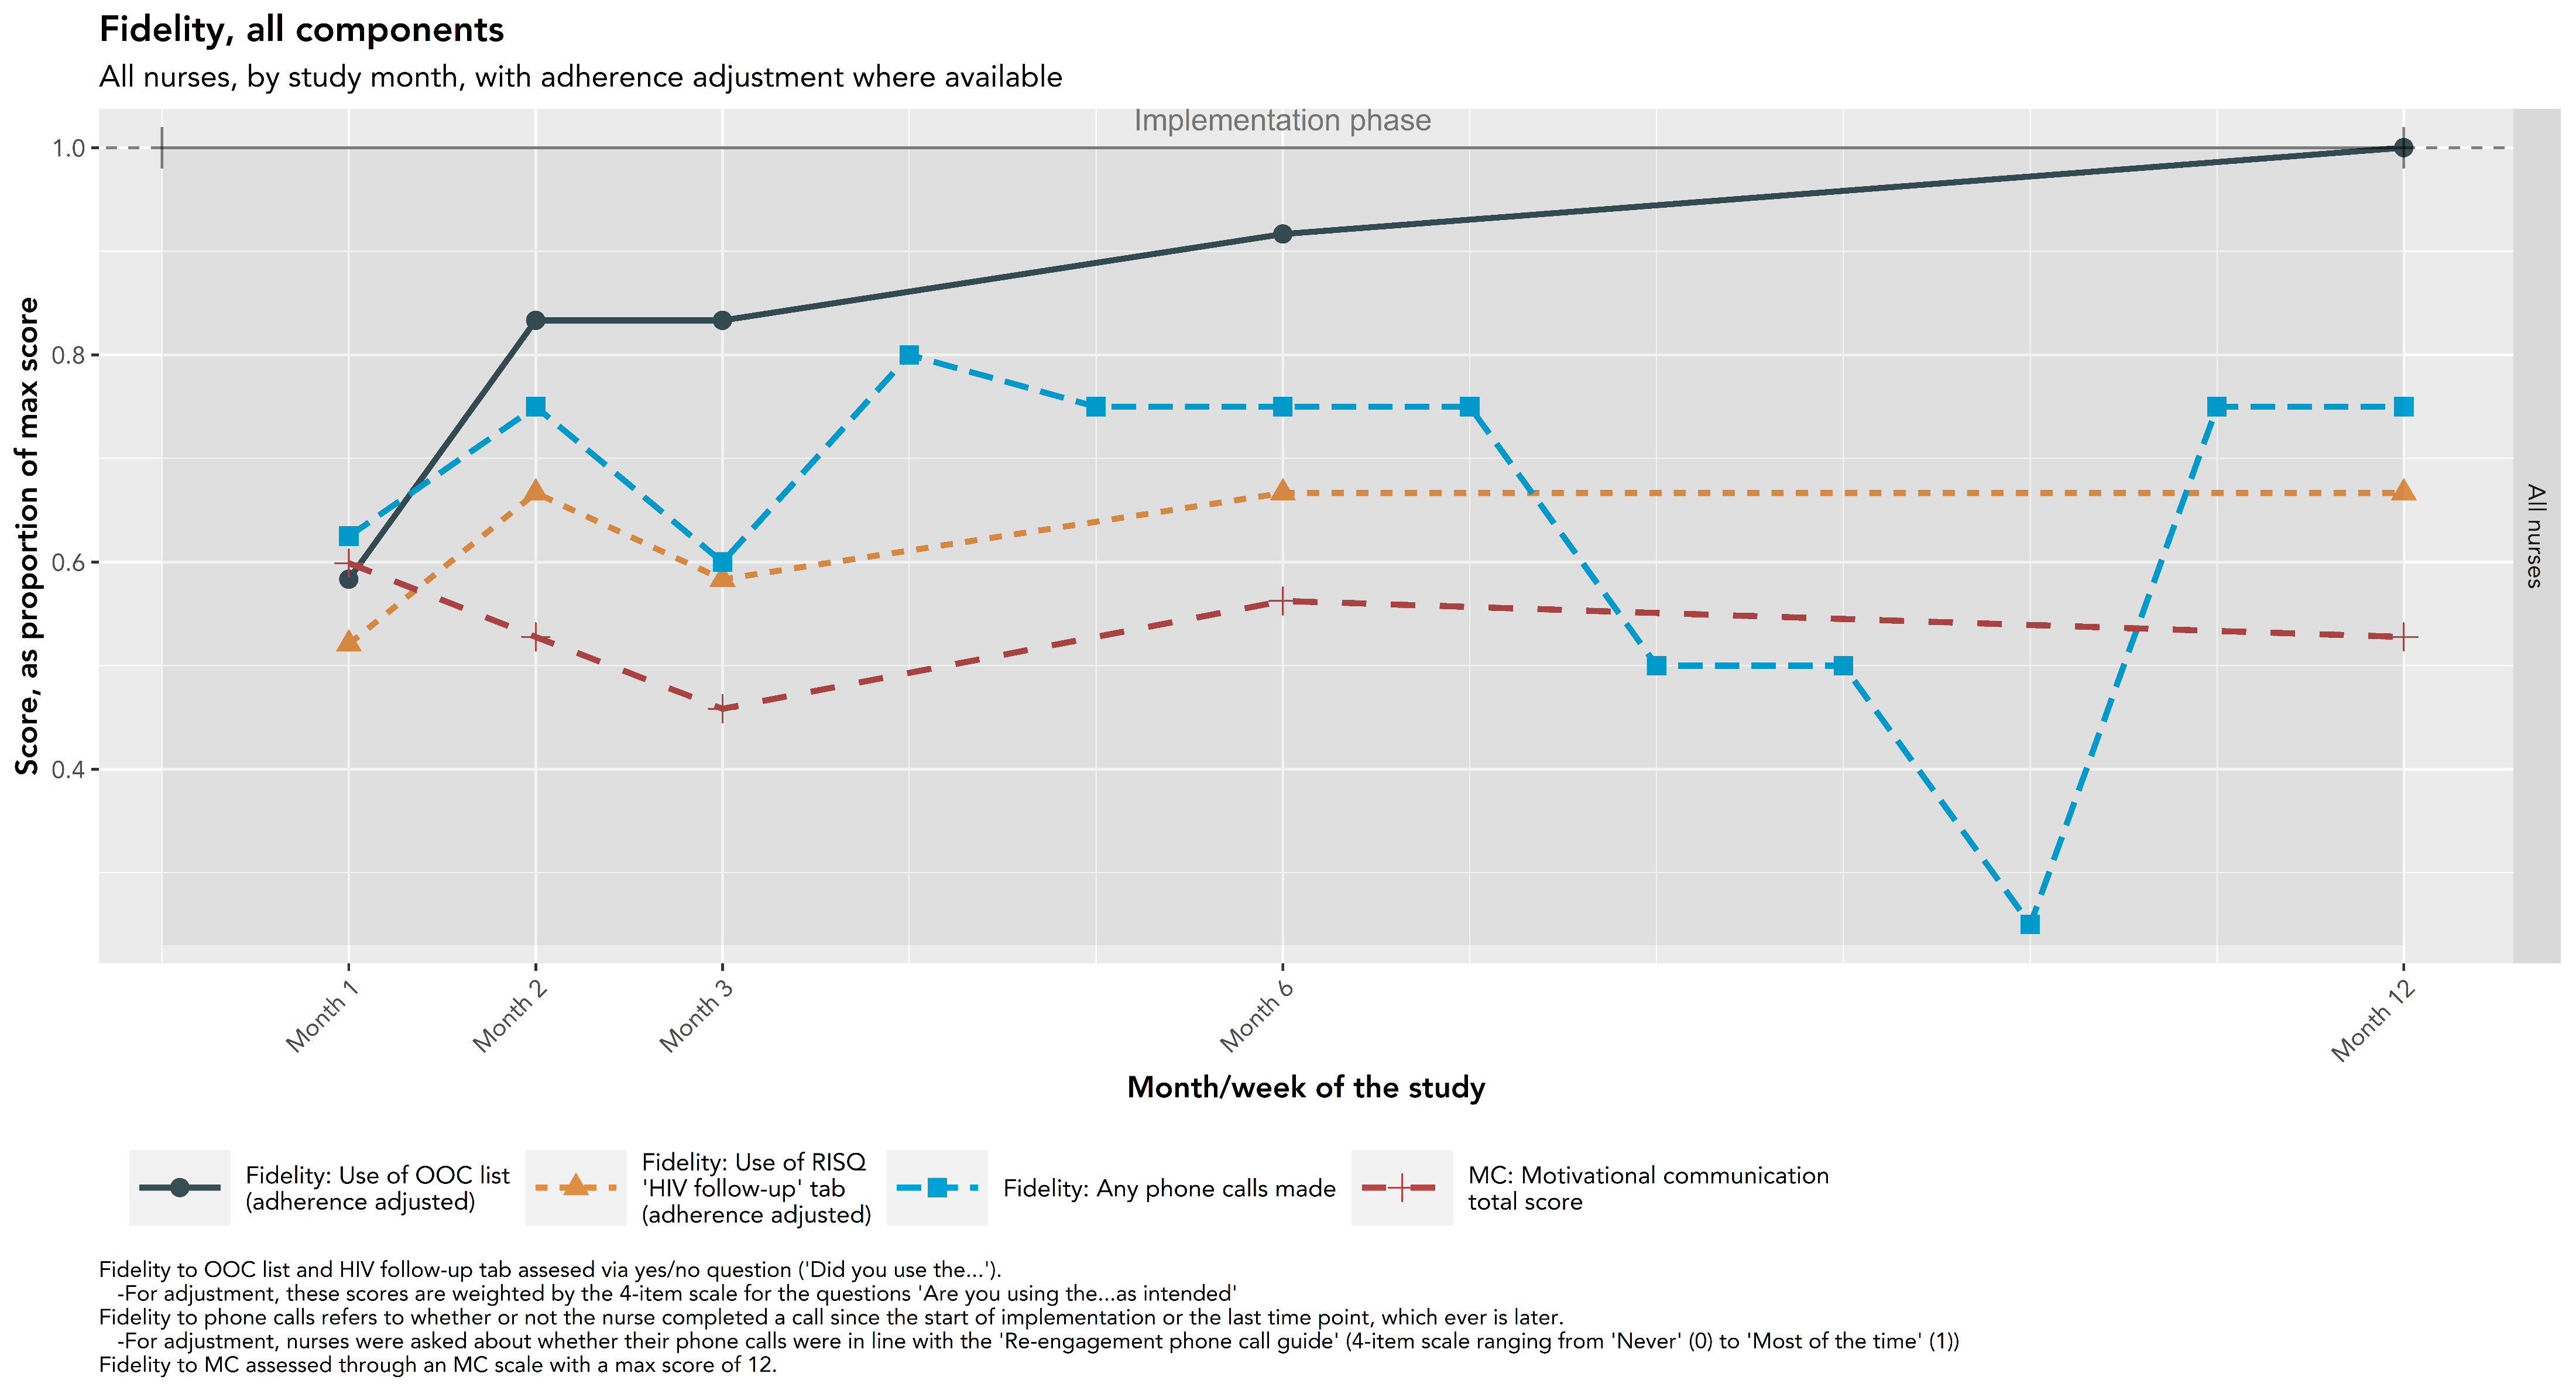 Fidelity, all components
All nurses, by study month, with adherence adjustment where available
Implementation phase
1.0
0.8
0.6
0.4
Score, as proportion of max score
All nurses
Month 1
Month 2
Month 3
Month 6
Month 12
Month/week of the study
Fidelity: Use of OOC list
(adherence adjusted)
Fidelity: Use of RISQ
'HIV follow-up' tab
(adherence adjusted)
Fidelity: Any phone calls made
MC: Motivational communication
total score
Fidelity to OOC list and HIV follow-up tab assesed via yes/no question ('Did you use the...').
-For adjustment, these scores are weighted by the 4-item scale for the questions 'Are you using the...as intended'
Fidelity to phone calls refers to whether or not the nurse completed a call since the start of implementation or the last time point, which ever is later.
-For adjustment, nurses were asked about whether their phone calls were in line with the 'Re-engagement phone call guide' (4-item scale ranging from 'Never' (0) to 'Most of the time' (1))
Fidelity to MC assessed through an MC scale with a max score of 12.